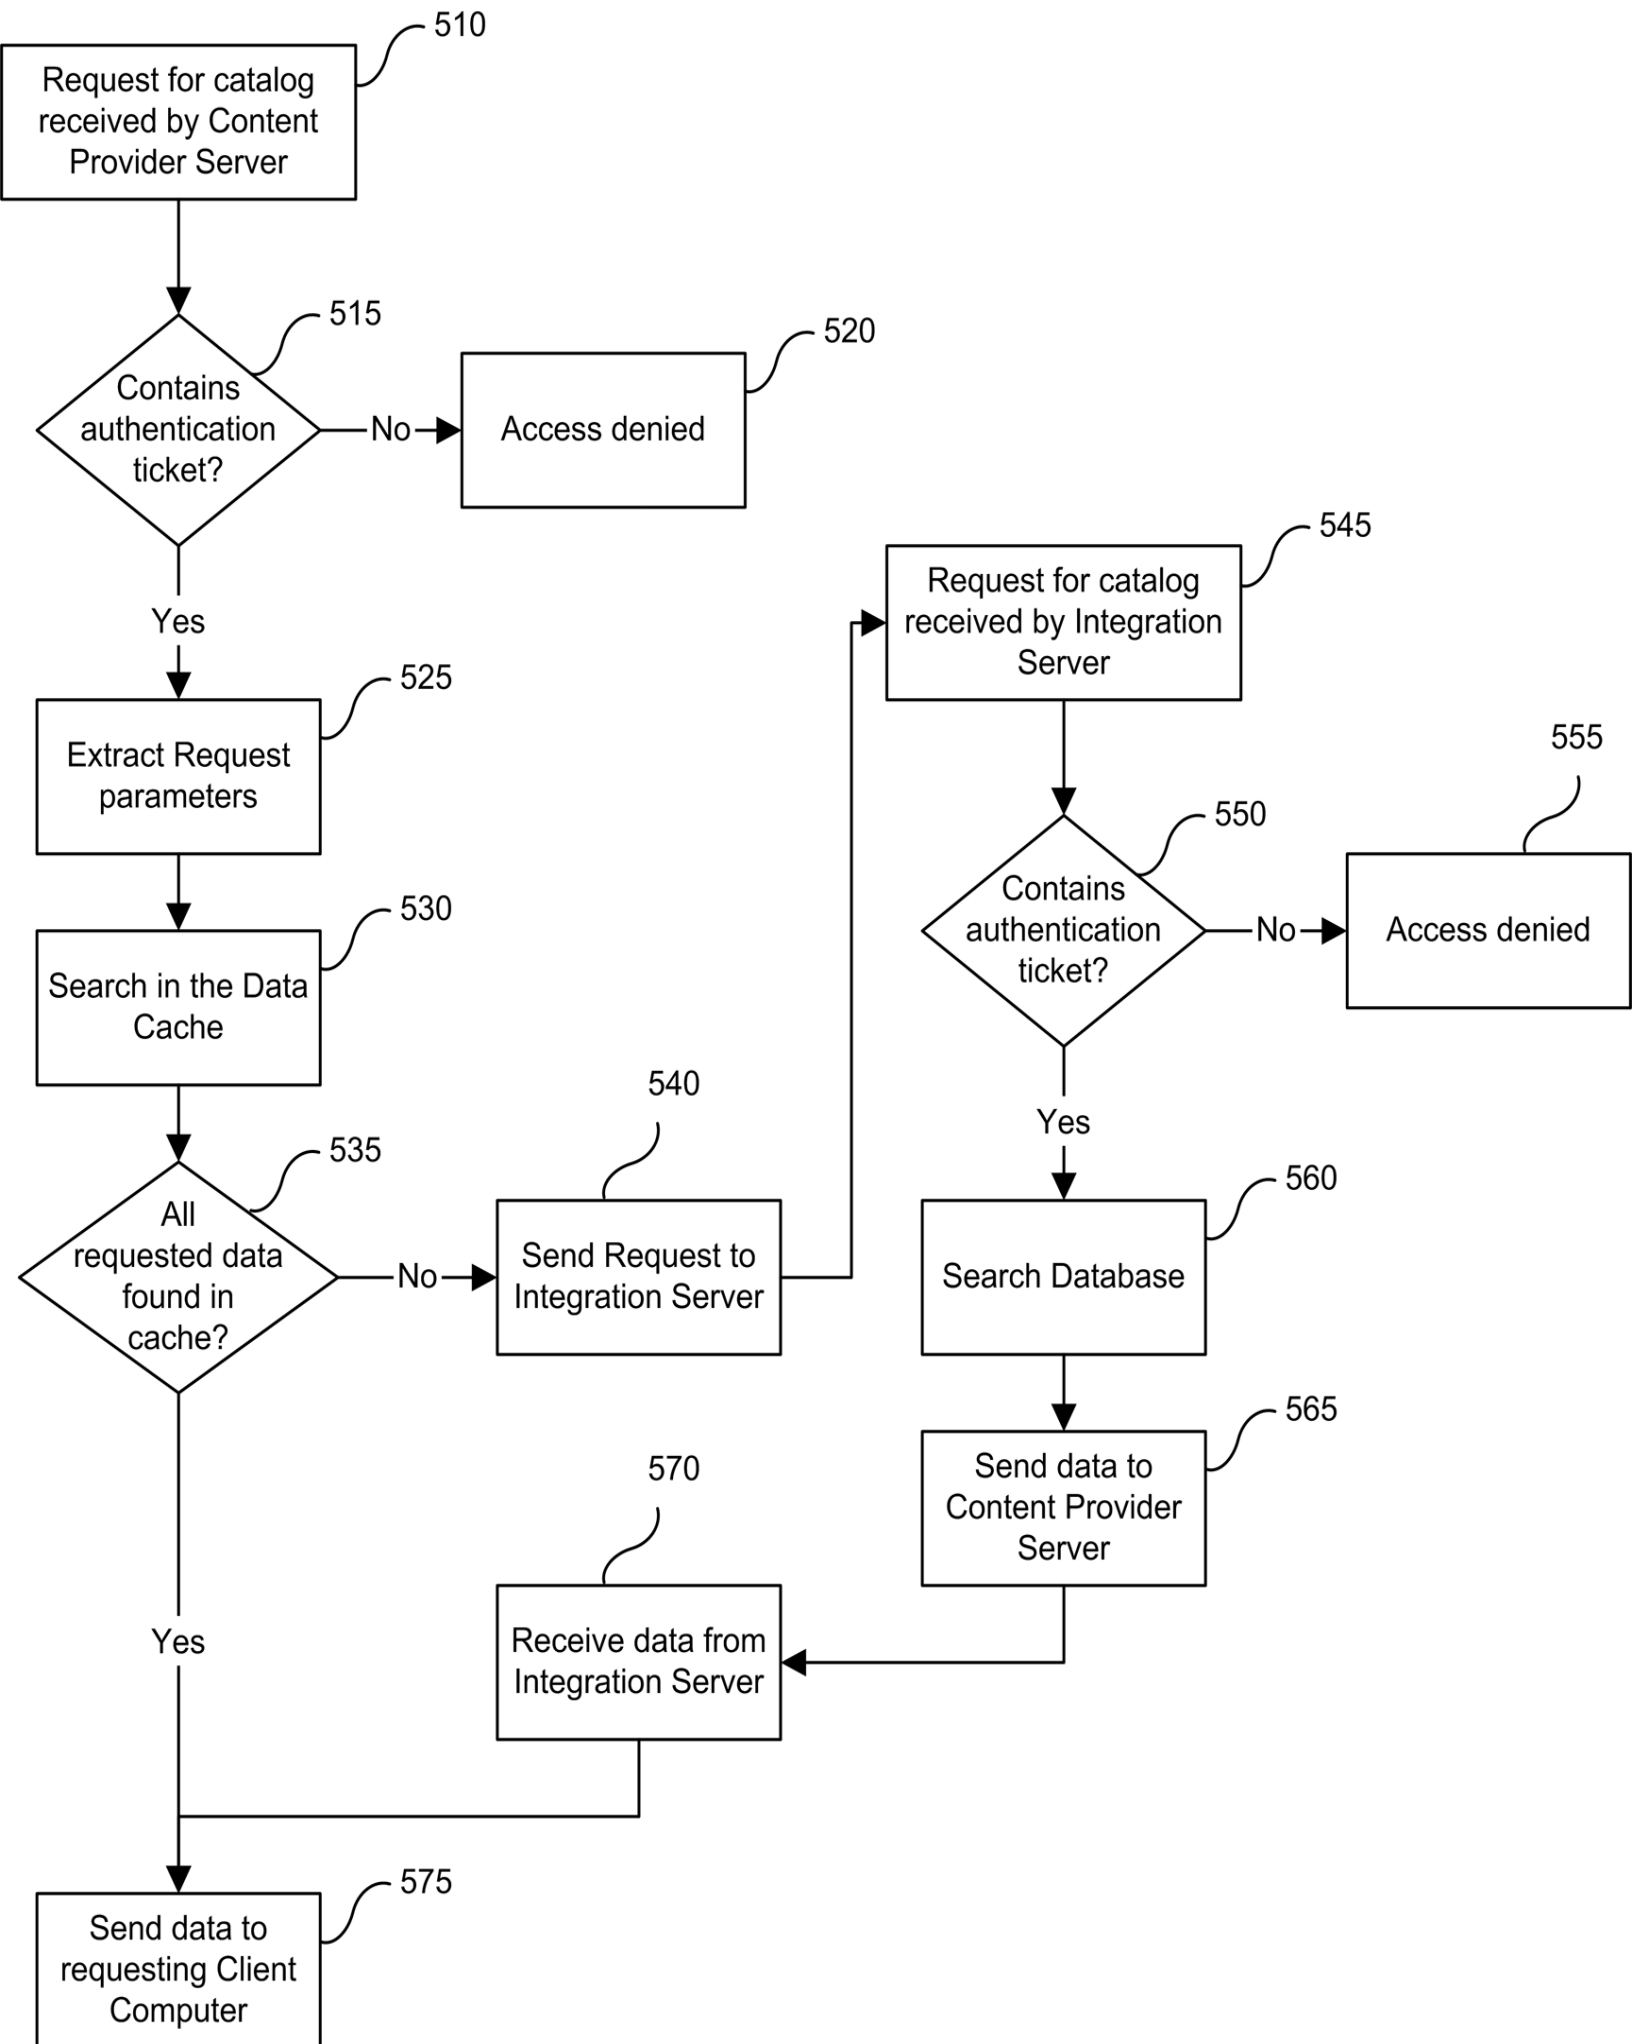 510
Request for catalog
received by Content
Provider Server
515
Contains
authentication
ticket?
No
520
Access denied
Yes
525
Extract Request
parameters
530
Search in the Data
Cache
535
All
requested data
found in
cache?
No
540
Send Request to
Integration Server
545
Request for catalog
received by Integration
Server
550
Contains
authentication
ticket?
No
555
Access denied
Yes
560
Search Database
565
Send data to
Content Provider
Server
570
Receive data from
Integration Server
Yes
575
Send data to
requesting Client
Computer